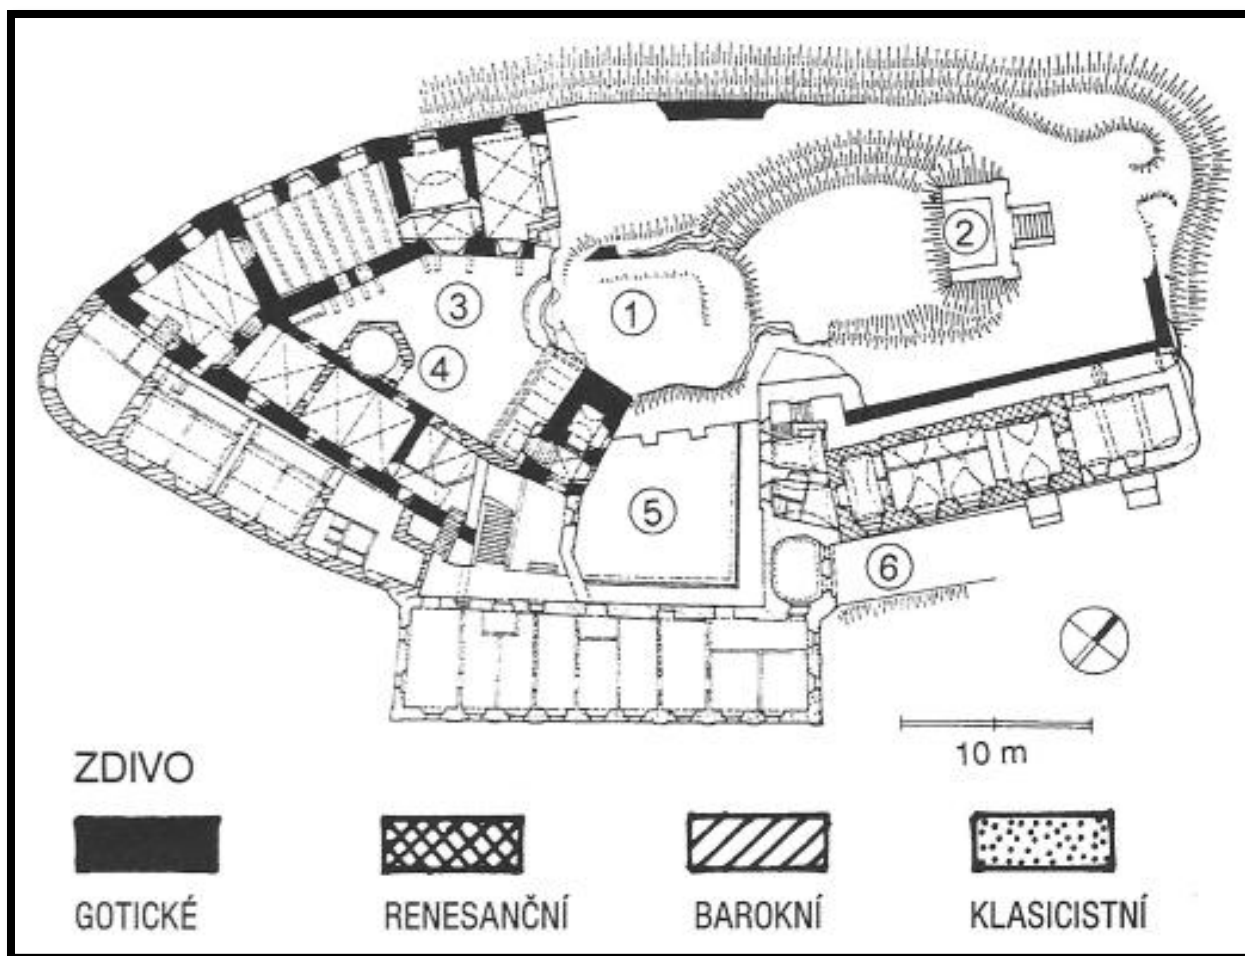 2
1
3
4
5
6
10 m
ZDIVO
GOTICKÉ
RENESANČNÍ
BAROKNÍ
KLASICISTNÍ